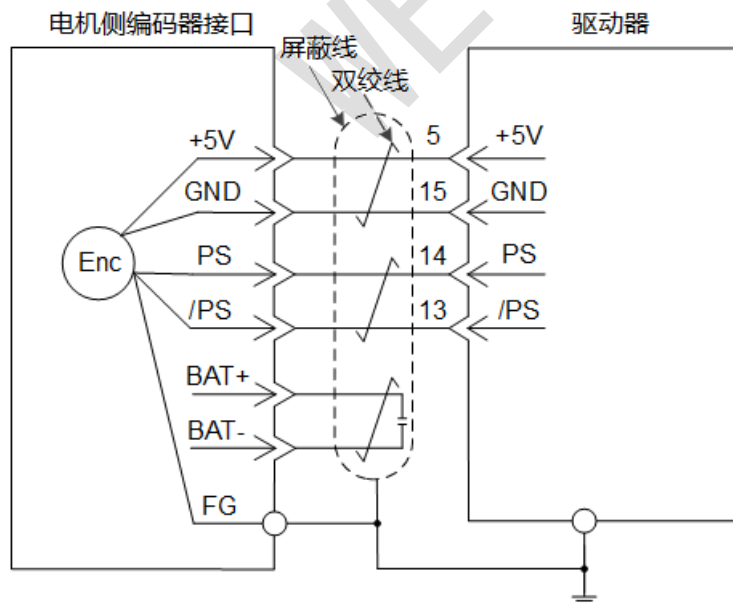 电机侧编码器接口
驱动器
屏蔽线
双绞线
+5V 5 +5V
GND 15 GND
Enc
PS 14 PS
/PS 13 /PS
BAT+
BAT-
FG
WE